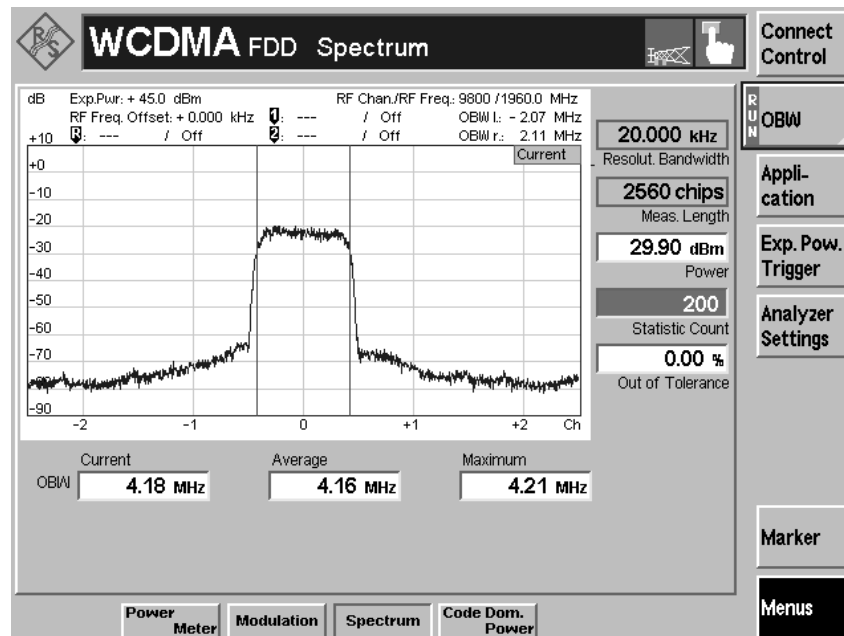 R&S
WCDMA FDD Spectrum
Connect Control
dB Exp.Pwr: + 45.0 dBm RF Chan./RF Freq.: 9800 / 1960.0 MHz
RF Freq. Offset: + 0.000 kHz 1: --- / Off OBW l.: - 2.07 MHz
+10 R: --- / Off 2: --- / Off OBW r.: 2.11 MHz
Current
+0
-10
-20
-30
-40
-50
-60
-70
-80
-90
-2 -1 0 +1 +2 Ch
20.000 kHz
Resolut. Bandwidth
2560 chips
Meas. Length
29.90 dBm
Power
200
Statistic Count
0.00 %
Out of Tolerance
Current Average Maximum
OBW 4.18 MHz 4.16 MHz 4.21 MHz
RUN
OBW
Appli-
cation
Exp. Pow.
Trigger
Analyzer
Settings
Marker
Menus
Power
Meter
Modulation
Spectrum
Code Dom.
Power